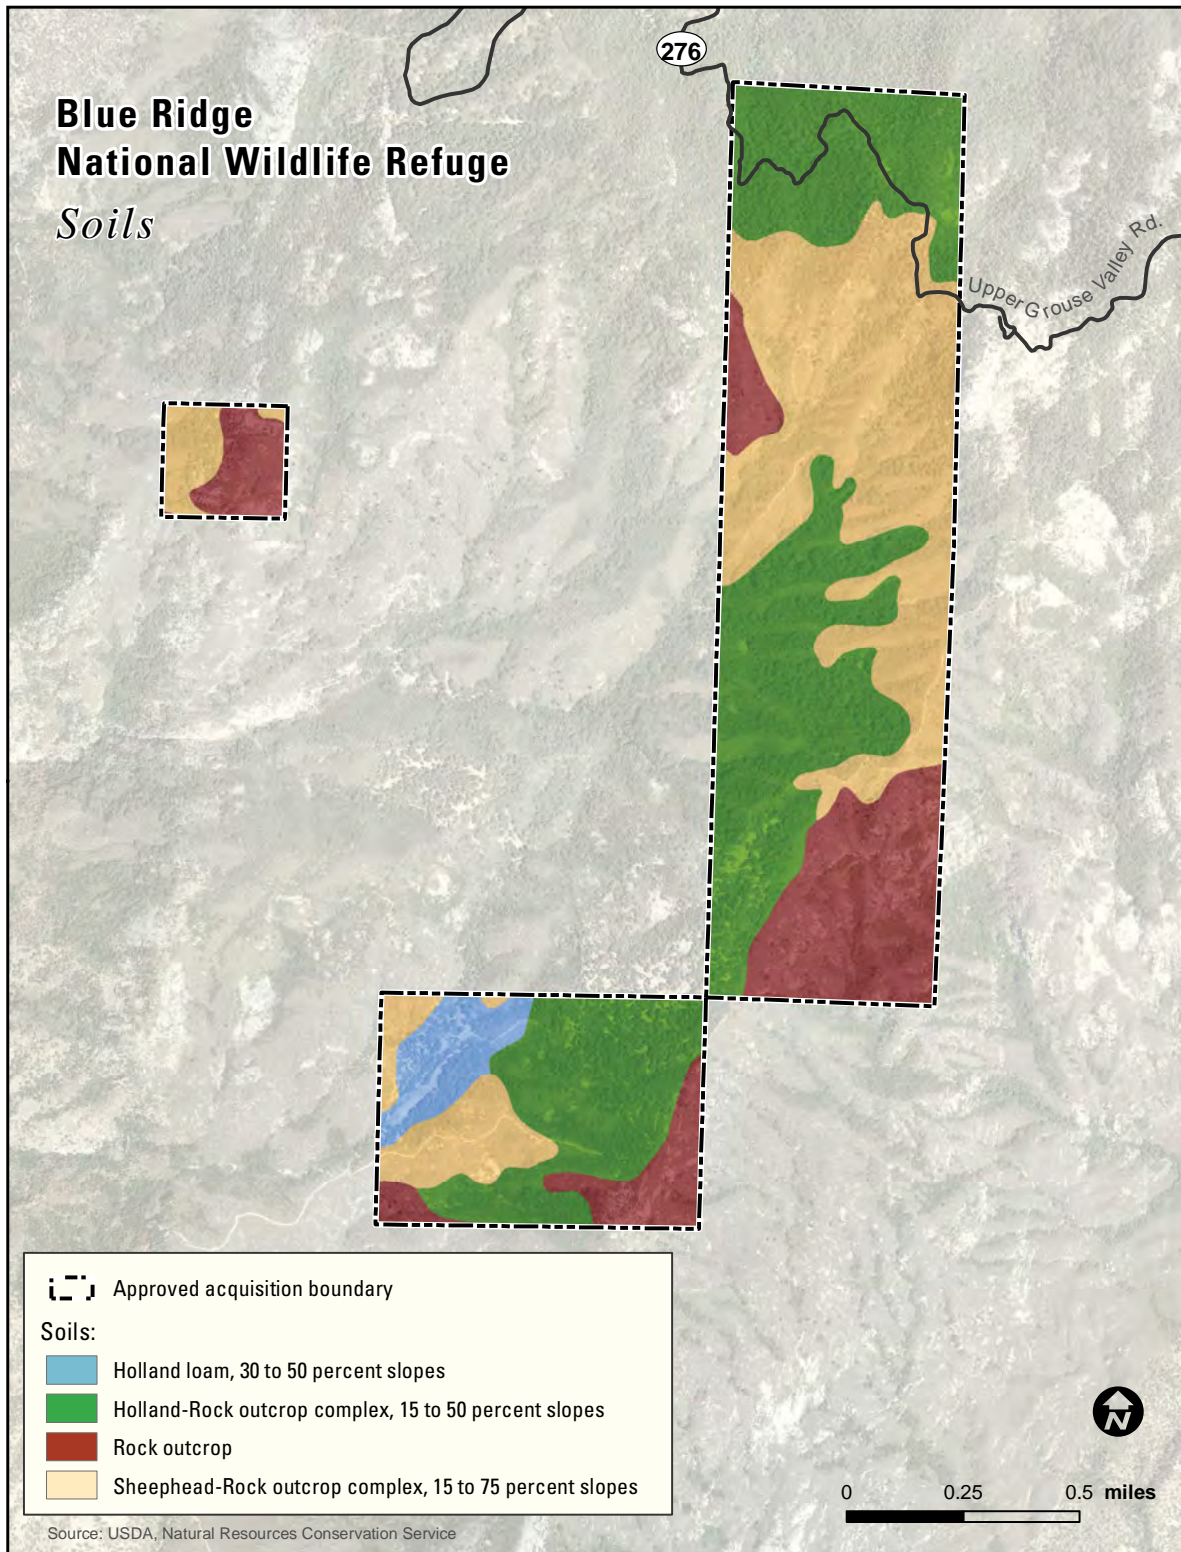 276
Blue Ridge
National Wildlife Refuge
Soils
Upper Grouse Valley Rd.
Approved acquisition boundary
Soils:
Holland loam, 30 to 50 percent slopes
Holland-Rock outcrop complex, 15 to 50 percent slopes
Rock outcrop
Sheephead-Rock outcrop complex, 15 to 75 percent slopes
N
0 0.25 0.5 miles
Source: USDA, Natural Resources Conservation Service